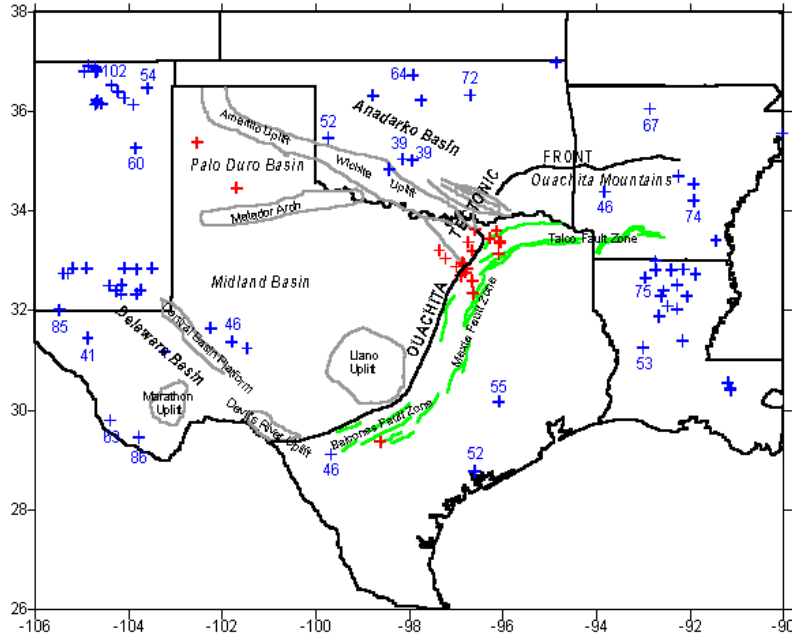 38
36
34
32
30
28
26
-106
-104
-102
-100
-98
-96
-94
-92
-90
102
54
64
72
67
52
39
39
60
46
74
75
53
85
41
46
55
83
86
46
52
Anadarko Basin
Amarillo Uplift
Palo Duro Basin
Wichita
Uplift
Matador Arch
TECTONIC
FRONT
Ouachita Mountains
Talco Fault Zone
Midland Basin
OUACHITA
Mexia Fault Zone
Deleware Basin
Central Basin Platform
Llano
Uplift
Marathon
Uplift
Devils River Uplift
Balcones Fault Zone